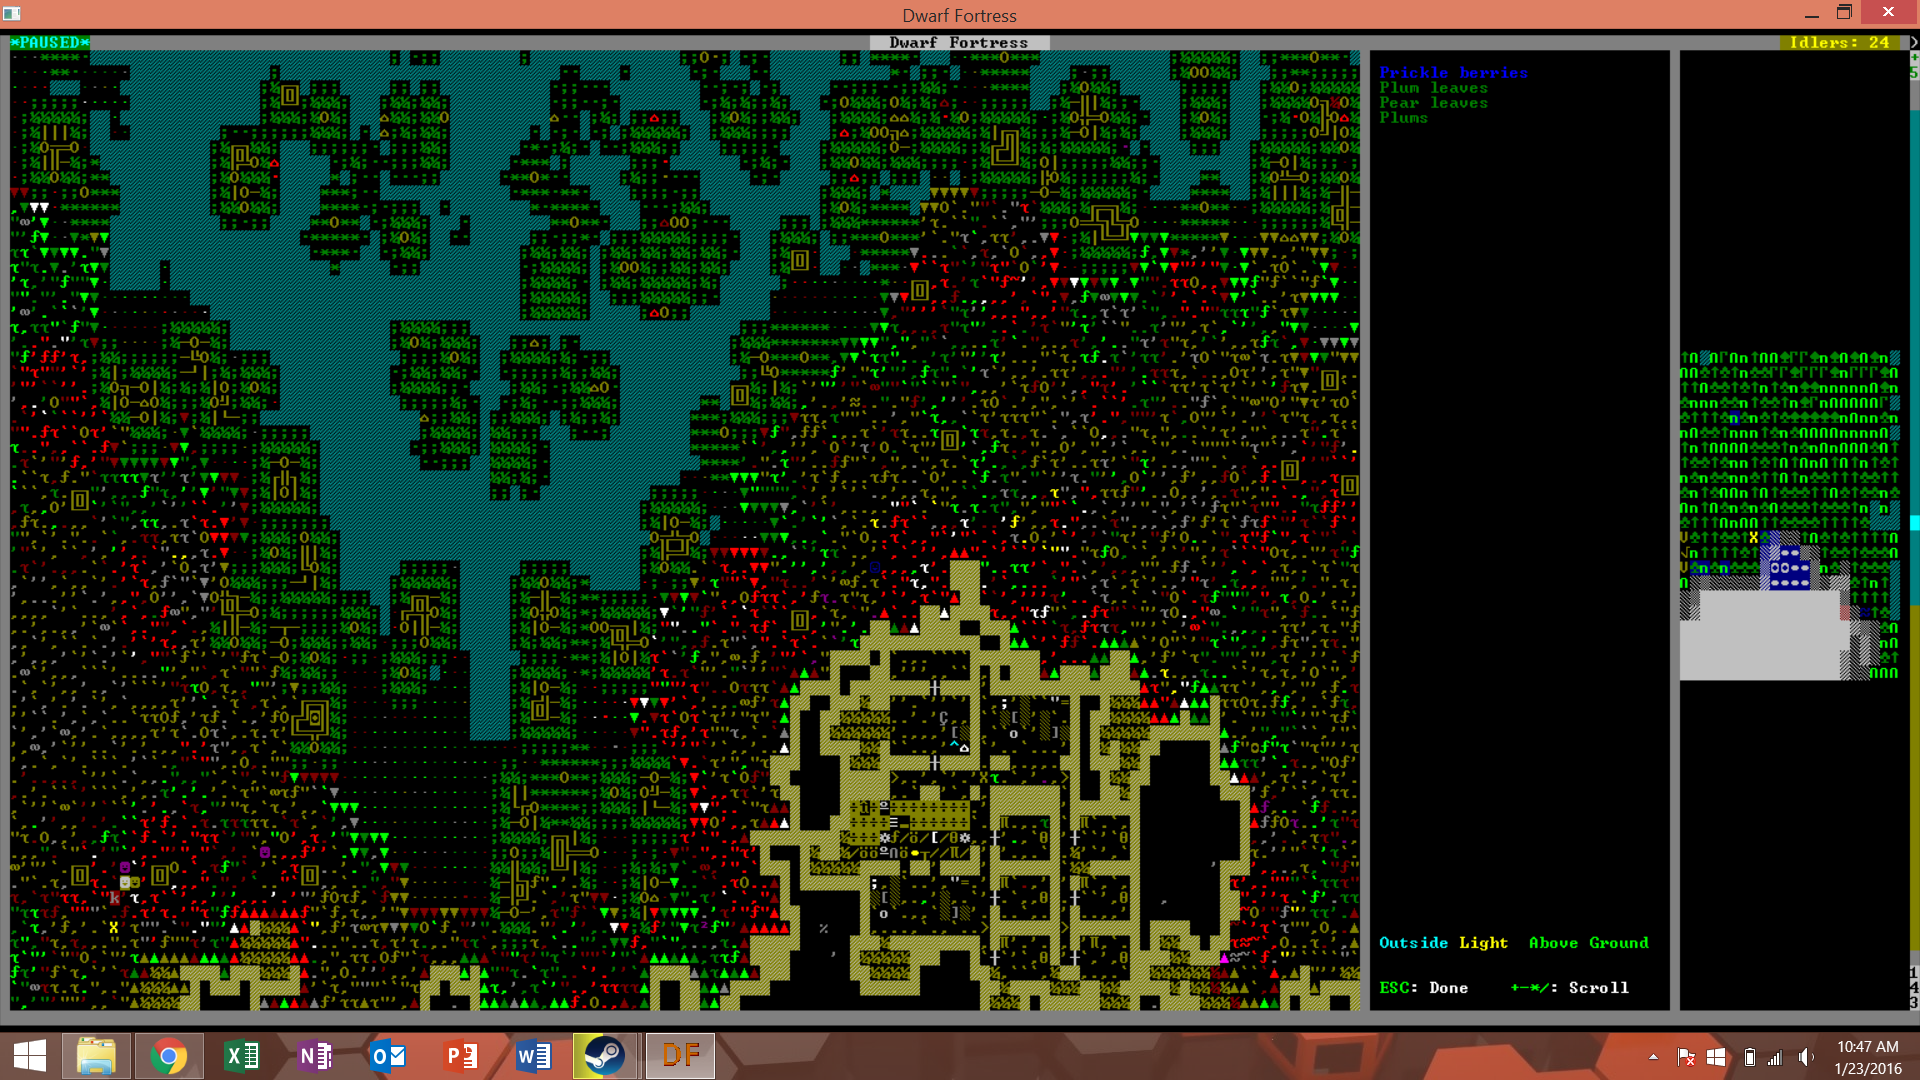 Dwarf Fortress
*PAUSED*
Dwarf Fortress
Idlers: 24
Prickle berries
Plum leaves
Pear leaves
Plums
Outside Light Above Ground
ESC: Done +-*/: Scroll
10:47 AM
1/23/2016